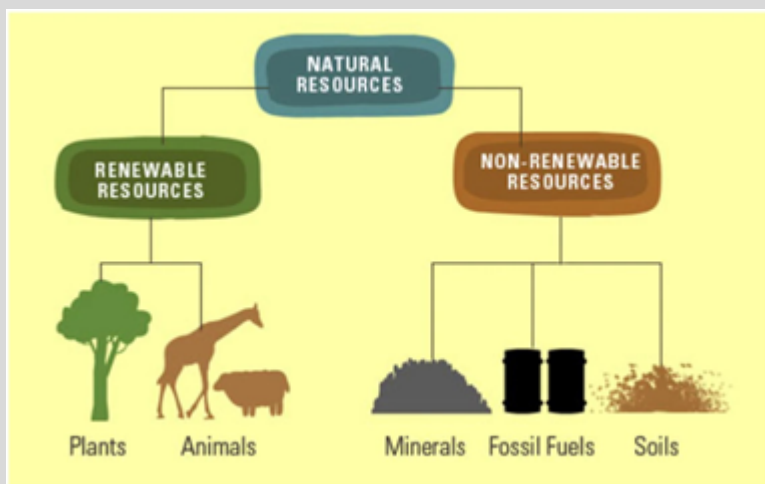 NATURAL
RESOURCES
RENEWABLE
RESOURCES
NON-RENEWABLE
RESOURCES
Plants
Animals
Minerals
Fossil Fuels
Soils